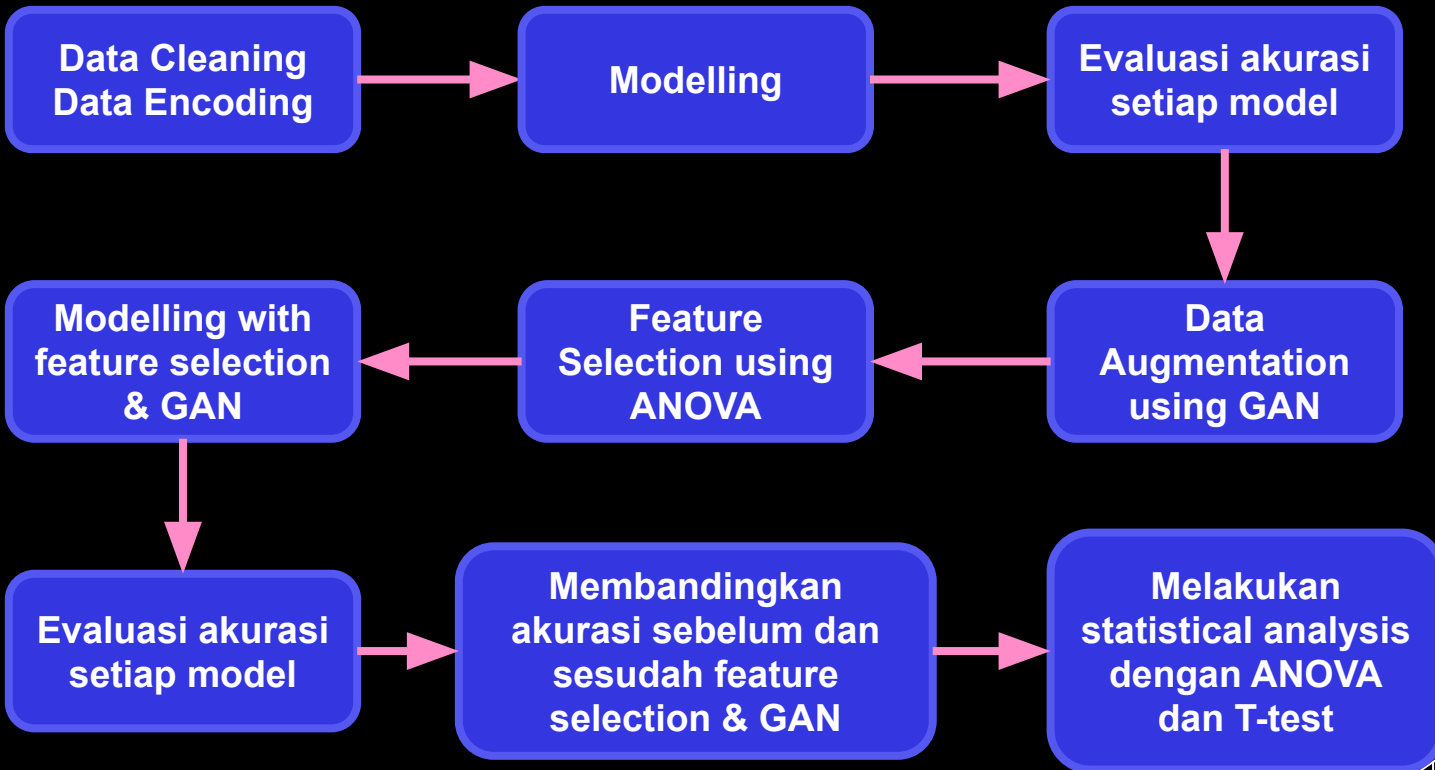 Data Cleaning
Data Encoding
Modelling
Evaluasi akurasi
setiap model
Data
Augmentation
using GAN
Feature
Selection using
ANOVA
Modelling with
feature selection
& GAN
Evaluasi akurasi
setiap model
Membandingkan
akurasi sebelum dan
sesudah feature
selection & GAN
Melakukan
statistical analysis
dengan ANOVA
dan T-test